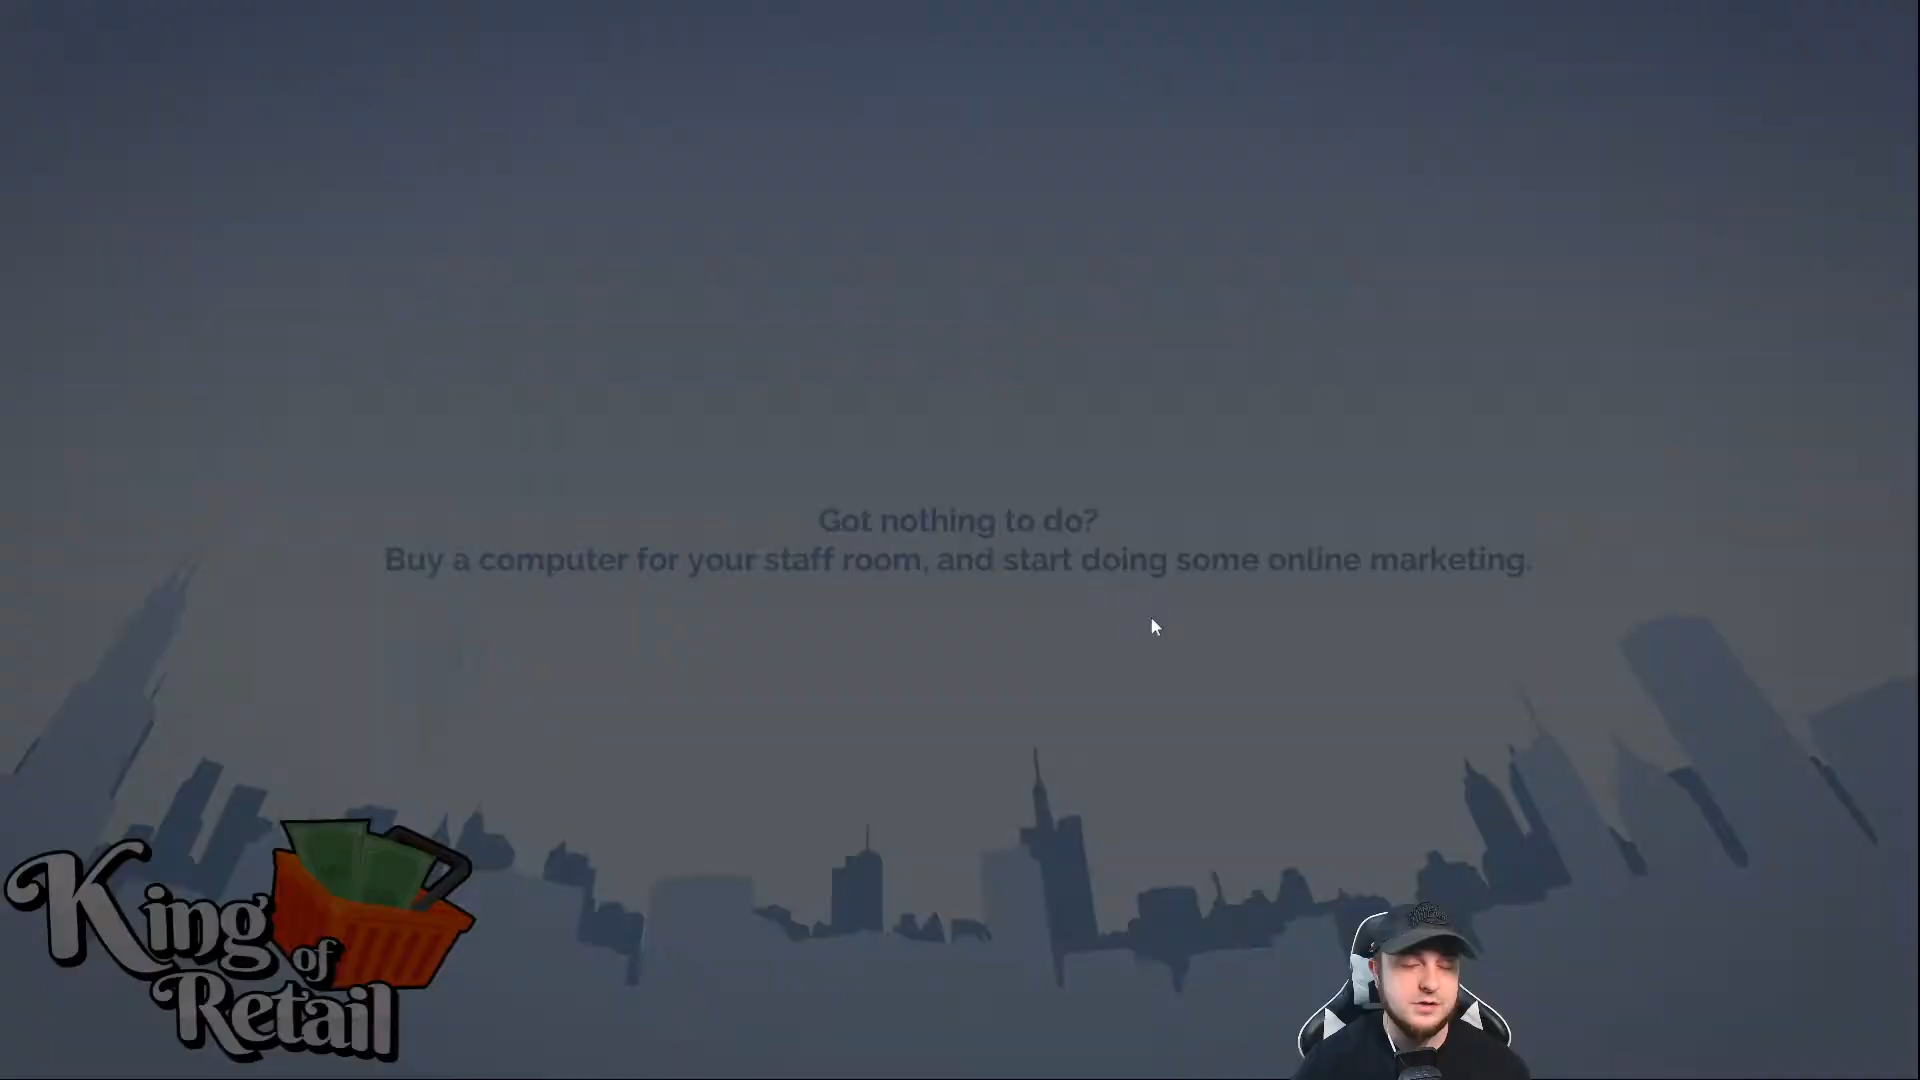 Got nothing to do?
Buy a computer for your staff room, and start doing some online marketing.
King
of
Retail